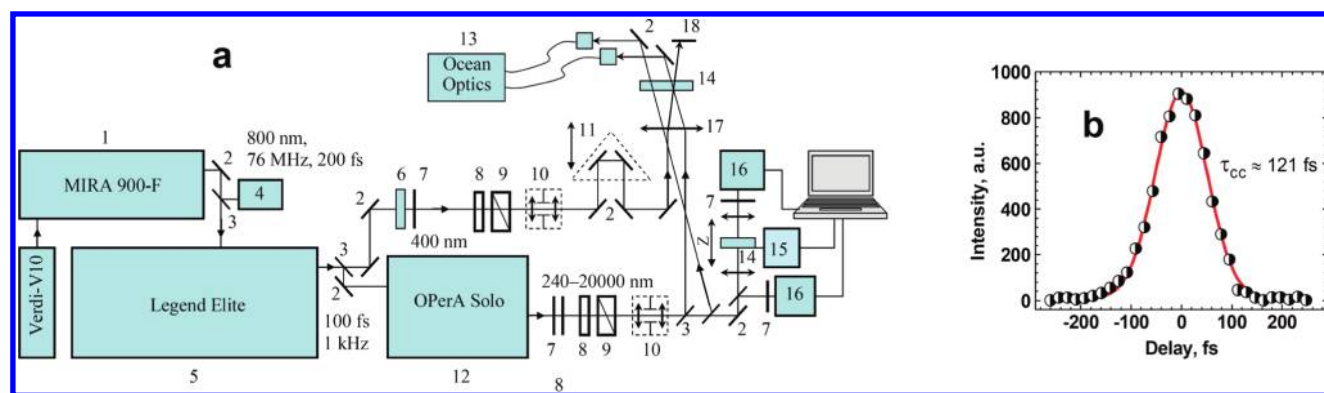 a
13
Ocean
Optics
2
18
14
17
1
MIRA 900-F
2
800 nm,
76 MHz, 200 fs
4
3
Verdi-V10
Legend Elite
5
2
6
7
400 nm
8
9
10
11
2
3
2
100 fs
1 kHz
OPerA Solo
12
240–20000 nm
7
8
9
10
8
3
2
7
16
16
7
Z
14
15
b
τCC ≈ 121 fs
Intensity, a.u.
1000
800
600
400
200
0
-200
-100
0
100
200
Delay, fs